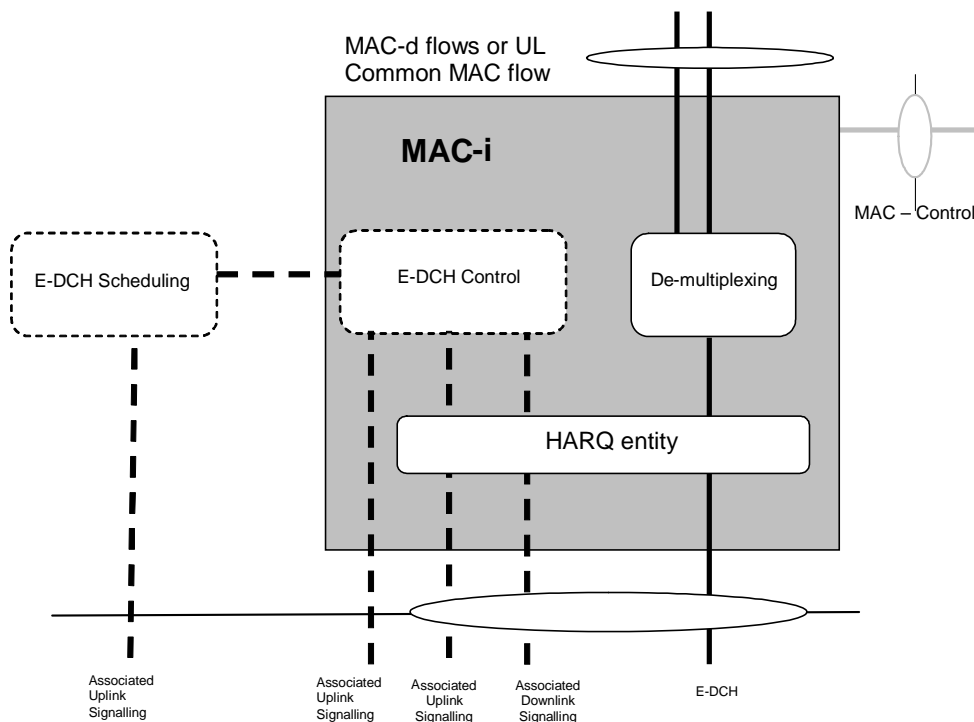 MAC-d flows or UL
Common MAC flow
MAC-i
MAC – Control
E-DCH Scheduling
E-DCH Control
De-multiplexing
HARQ entity
Associated
Uplink
Signalling
Associated
Uplink
Signalling
Associated
Uplink
Signalling
Associated
Downlink
Signalling
E-DCH